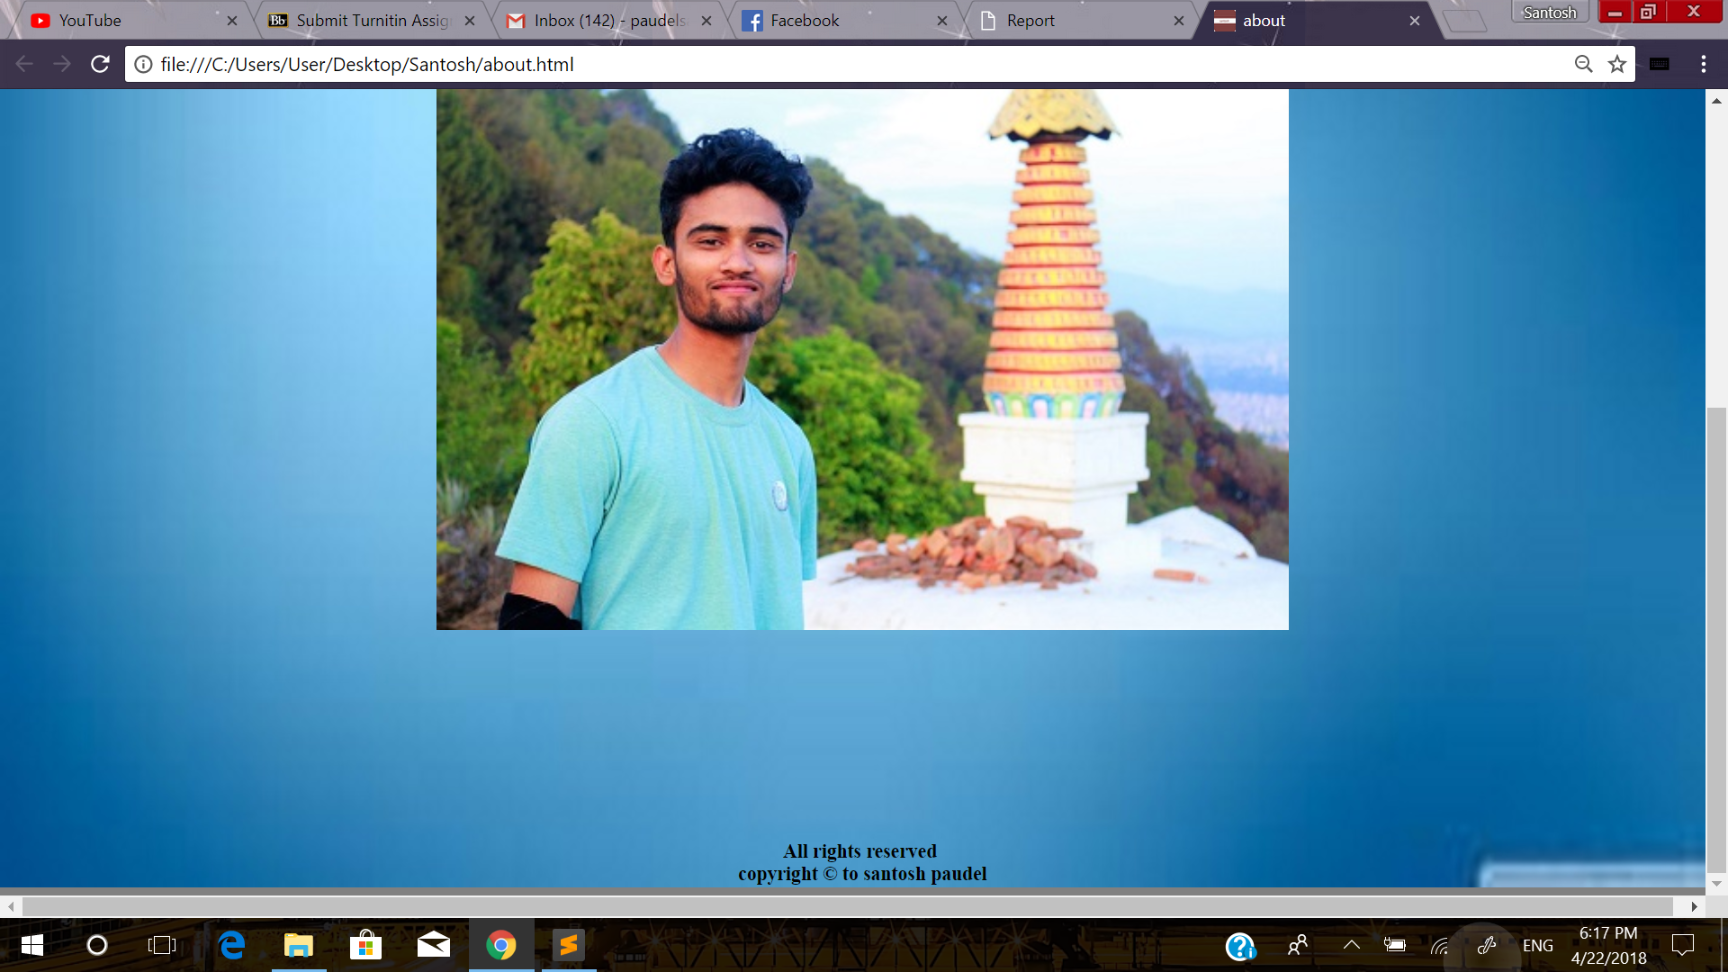 YouTube
Bb Submit Turnitin Assig
Inbox (142) - paudels
Facebook
Report
about
Santosh
file:///C:/Users/User/Desktop/Santosh/about.html
All rights reserved
copyright © to santosh paudel
ENG
6:17 PM
4/22/2018